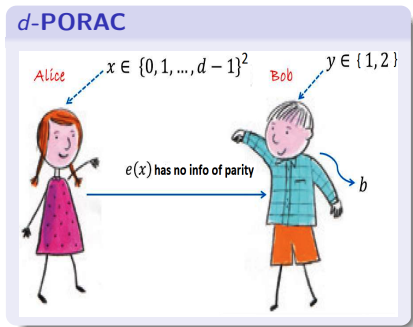 d-PORAC
Alice
x ∈ {0,1,...,d − 1}²
Bob
y ∈ {1,2}
e(x) has no info of parity
b